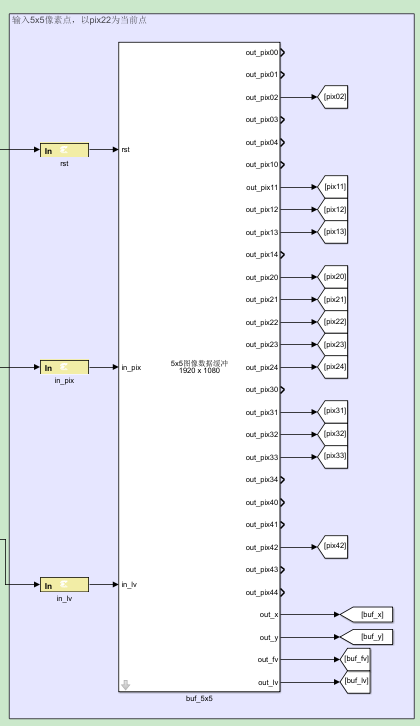 输入5x5像素点，以pix22为当前点
out_pix00
out_pix01
out_pix02
[pix02]
out_pix03
out_pix04
In
rst
rst
out_pix10
out_pix11
[pix11]
out_pix12
[pix12]
out_pix13
[pix13]
out_pix14
out_pix20
[pix20]
out_pix21
[pix21]
out_pix22
[pix22]
out_pix23
[pix23]
5x5图像数据缓冲
1920 x 1080
In
in_pix
in_pix
out_pix24
[pix24]
out_pix30
out_pix31
[pix31]
out_pix32
[pix32]
out_pix33
[pix33]
out_pix34
out_pix40
out_pix41
out_pix42
[pix42]
out_pix43
In
in_lv
in_lv
out_pix44
out_x
[buf_x]
out_y
[buf_y]
out_fv
[buf_fv]
out_lv
[buf_lv]
buf_5x5